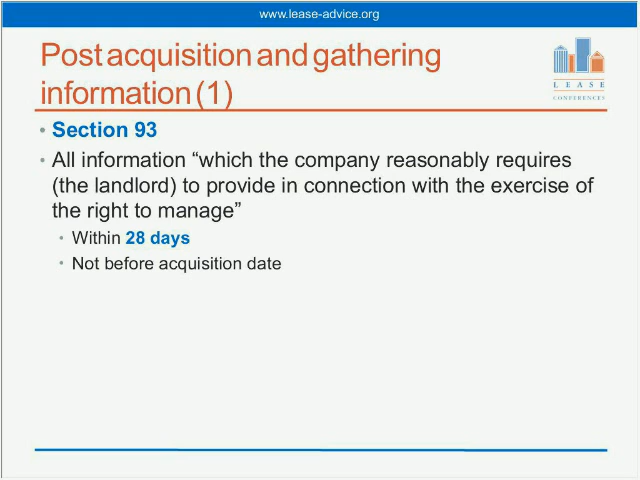 www.lease-advice.org
Post acquisition and gathering
information (1)
L E A S E
CONFERENCES
• Section 93
• All information “which the company reasonably requires
(the landlord) to provide in connection with the exercise of
the right to manage”
• Within 28 days
• Not before acquisition date